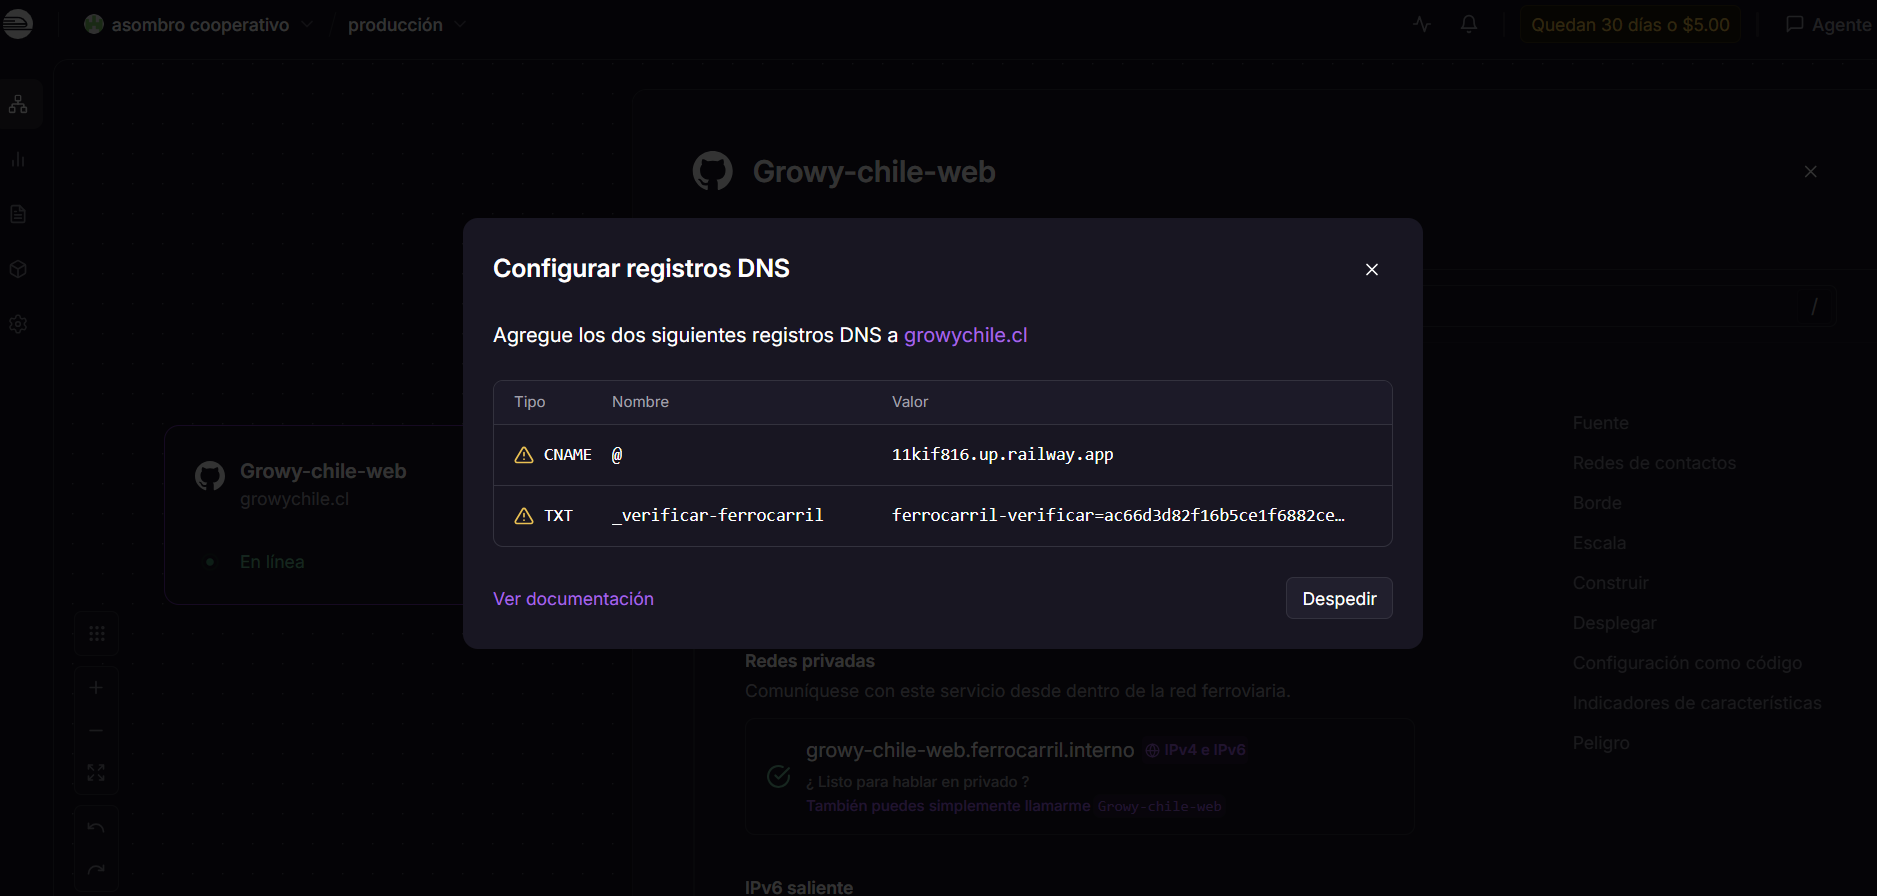 asombro cooperativo
producción
Quedan 30 días o $5.00
Agente
Growy-chile-web
/
Configurar registros DNS
Agregue los dos siguientes registros DNS a growychile.cl
Tipo Nombre Valor
CNAME @ 11kif816.up.railway.app
TXT _verificar-ferrocarril ferrocarril-verificar=ac66d3d82f16b5ce1f6882ce…
Ver documentación
Despedir
Growy-chile-web
growychile.cl
En línea
Fuente
Redes de contactos
Borde
Escala
Construir
Desplegar
Configuración como código
Indicadores de características
Peligro
Redes privadas
Comuníquese con este servicio desde dentro de la red ferroviaria.
growy-chile-web.ferrocarril.interno IPv4 e IPv6
¿ Listo para hablar en privado ?
También puedes simplemente llamarme Growy-chile-web
IPv6 saliente